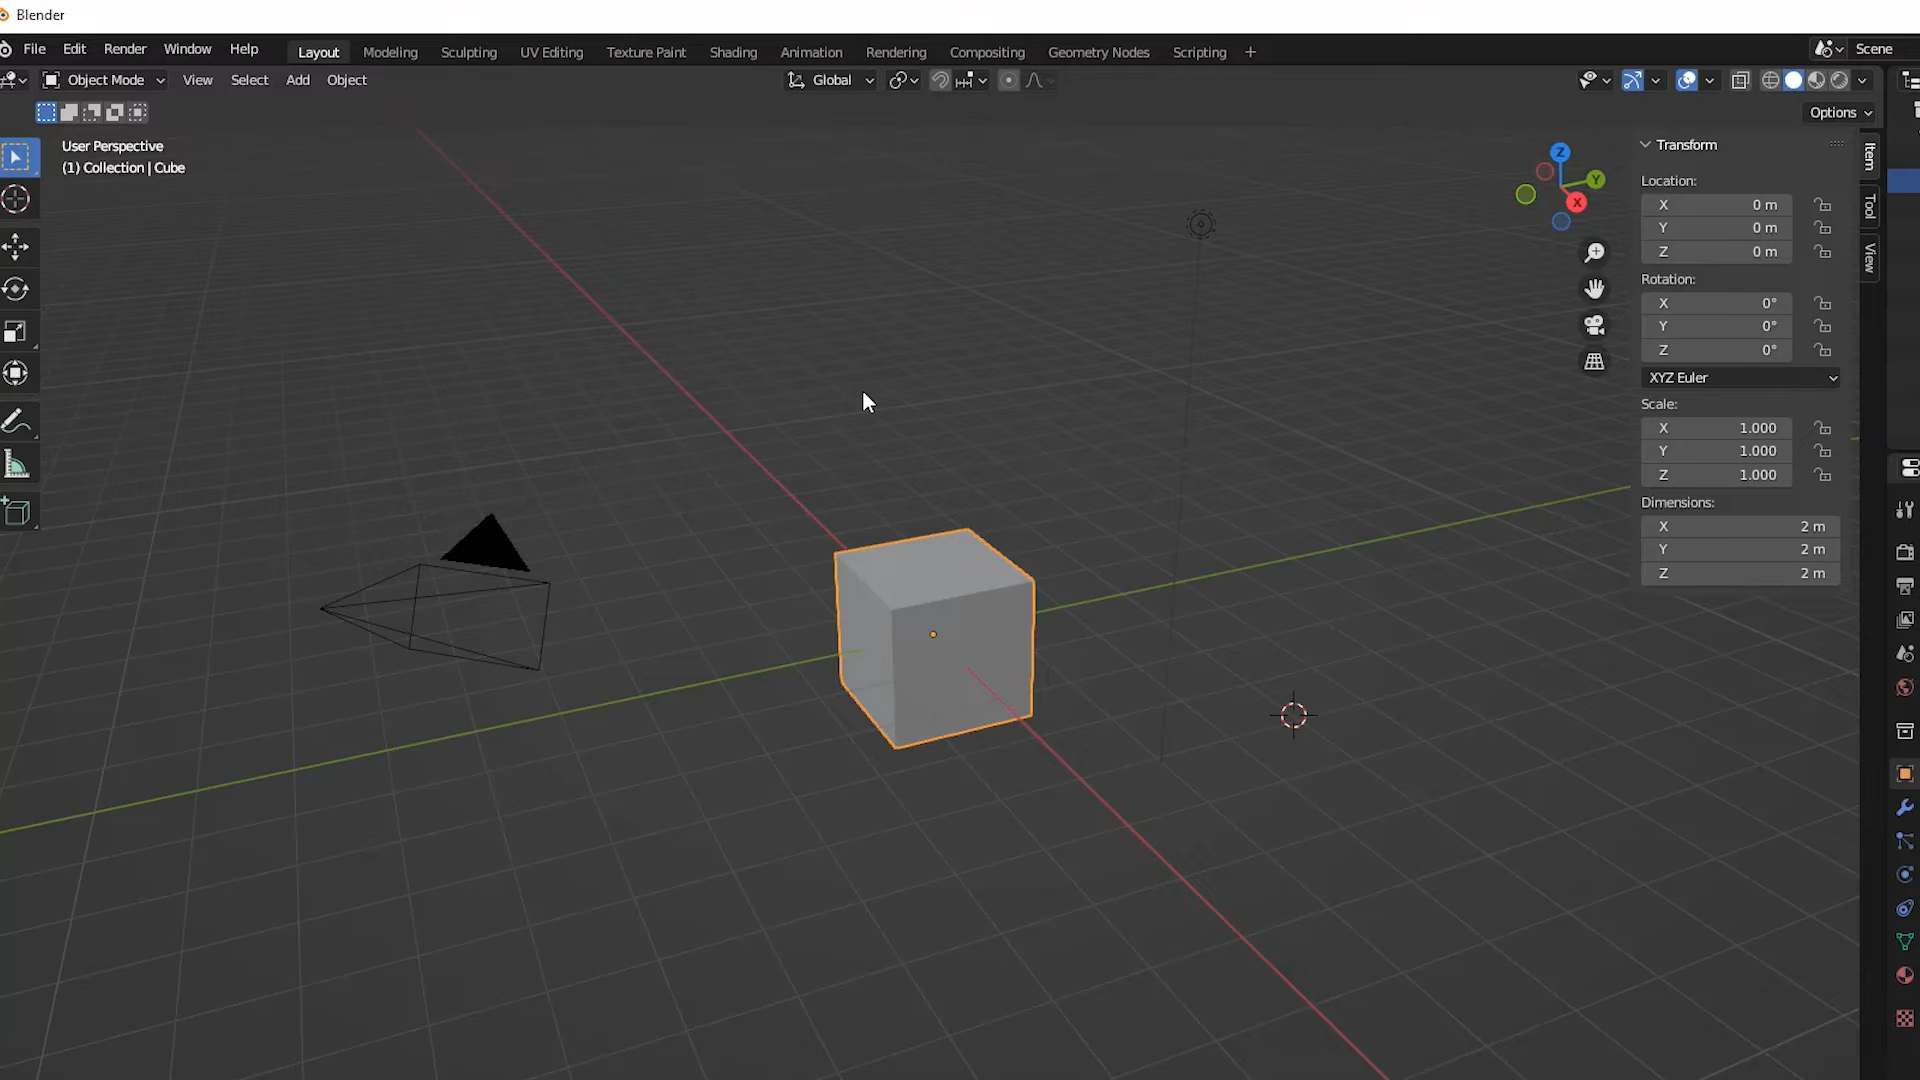 Blender
File Edit Render Window Help Layout Modeling Sculpting UV Editing Texture Paint Shading Animation Rendering Compositing Geometry Nodes Scripting + Scene
Object Mode View Select Add Object Global
Options
User Perspective
(1) Collection | Cube
Z
Y
X
Transform
Location:
X 0 m
Y 0 m
Z 0 m
Rotation:
X 0°
Y 0°
Z 0°
XYZ Euler
Scale:
X 1.000
Y 1.000
Z 1.000
Dimensions:
X 2 m
Y 2 m
Z 2 m
Item
Tool
View